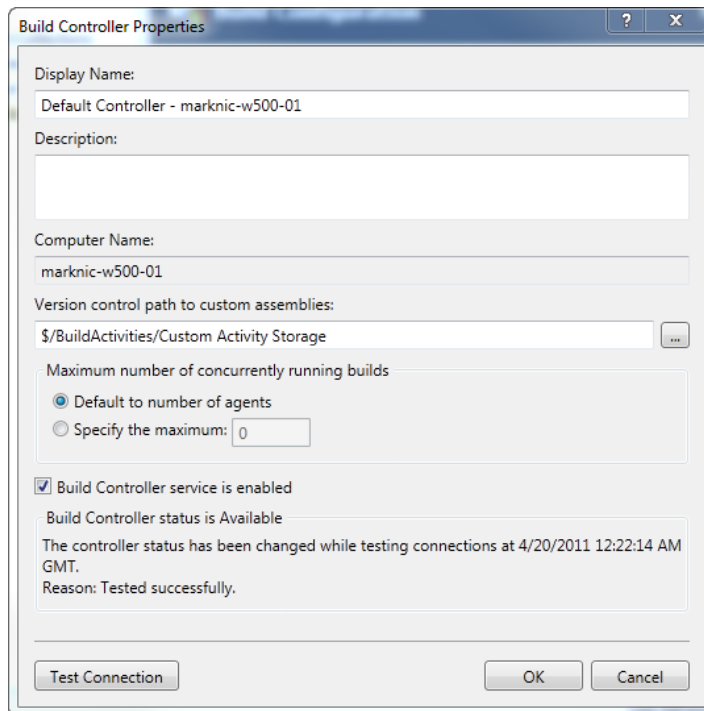 Build Configuration
Build Controller Properties
Display Name:
Default Controller - marknic-w500-01
Description:
Computer Name:
marknic-w500-01
Version control path to custom assemblies:
$/BuildActivities/Custom Activity Storage
...
Maximum number of concurrently running builds
Default to number of agents
Specify the maximum: 0
Build Controller service is enabled
Build Controller status is Available
The controller status has been changed while testing connections at 4/20/2011 12:22:14 AM
GMT.
Reason: Tested successfully.
Test Connection OK Cancel